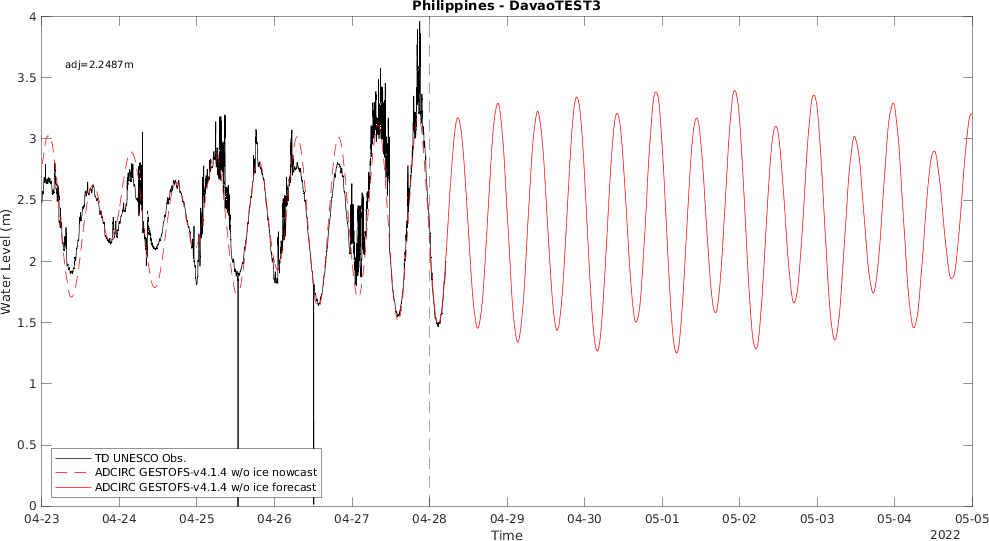 Philippines - DavaoTEST3
4
adj=2.2487m
3.5
3
2.5
2
1.5
1
0.5
0
Water Level (m)
TD UNESCO Obs.
ADCIRC GESTOFS-v4.1.4 w/o ice nowcast
ADCIRC GESTOFS-v4.1.4 w/o ice forecast
04-23 04-24 04-25 04-26 04-27 04-28 04-29 04-30 05-01 05-02 05-03 05-04 05-05
Time
2022